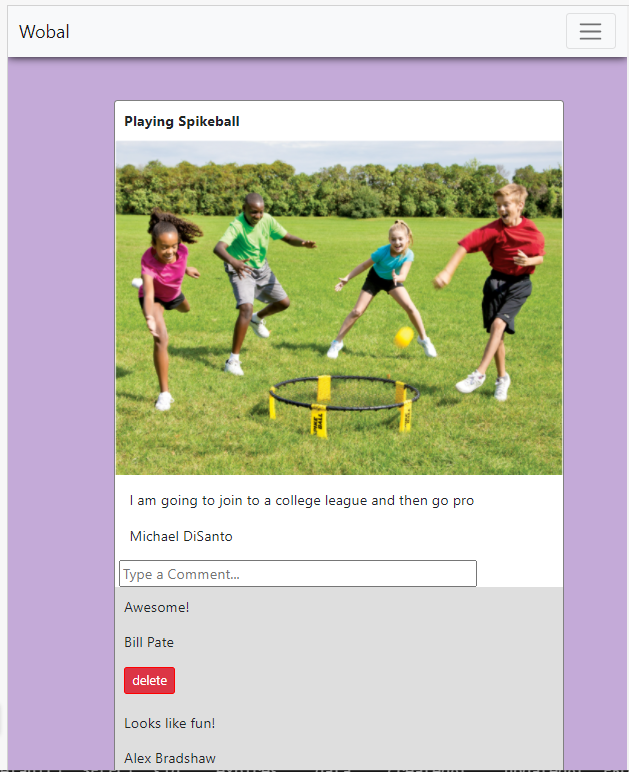 Wobal
Playing Spikeball
I am going to join to a college league and then go pro
Michael DiSanto
Type a Comment...
Awesome!
Bill Pate
delete
Looks like fun!
Alex Bradshaw